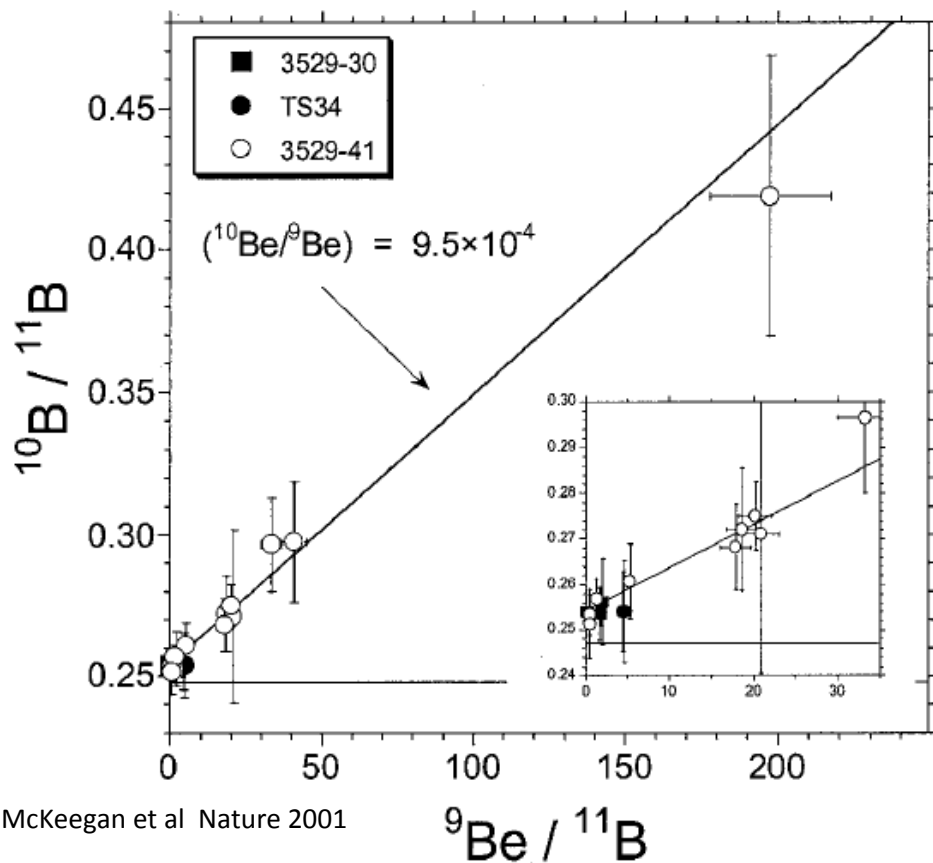 3529-30
TS34
3529-41
(¹⁰Be/⁹Be) = 9.5×10⁻⁴
¹⁰B / ¹¹B
0.45
0.40
0.35
0.30
0.25
0.30
0.29
0.28
0.27
0.26
0.25
0.24
0 10 20 30
0 50 100 150 200
⁹Be / ¹¹B
McKeegan et al Nature 2001